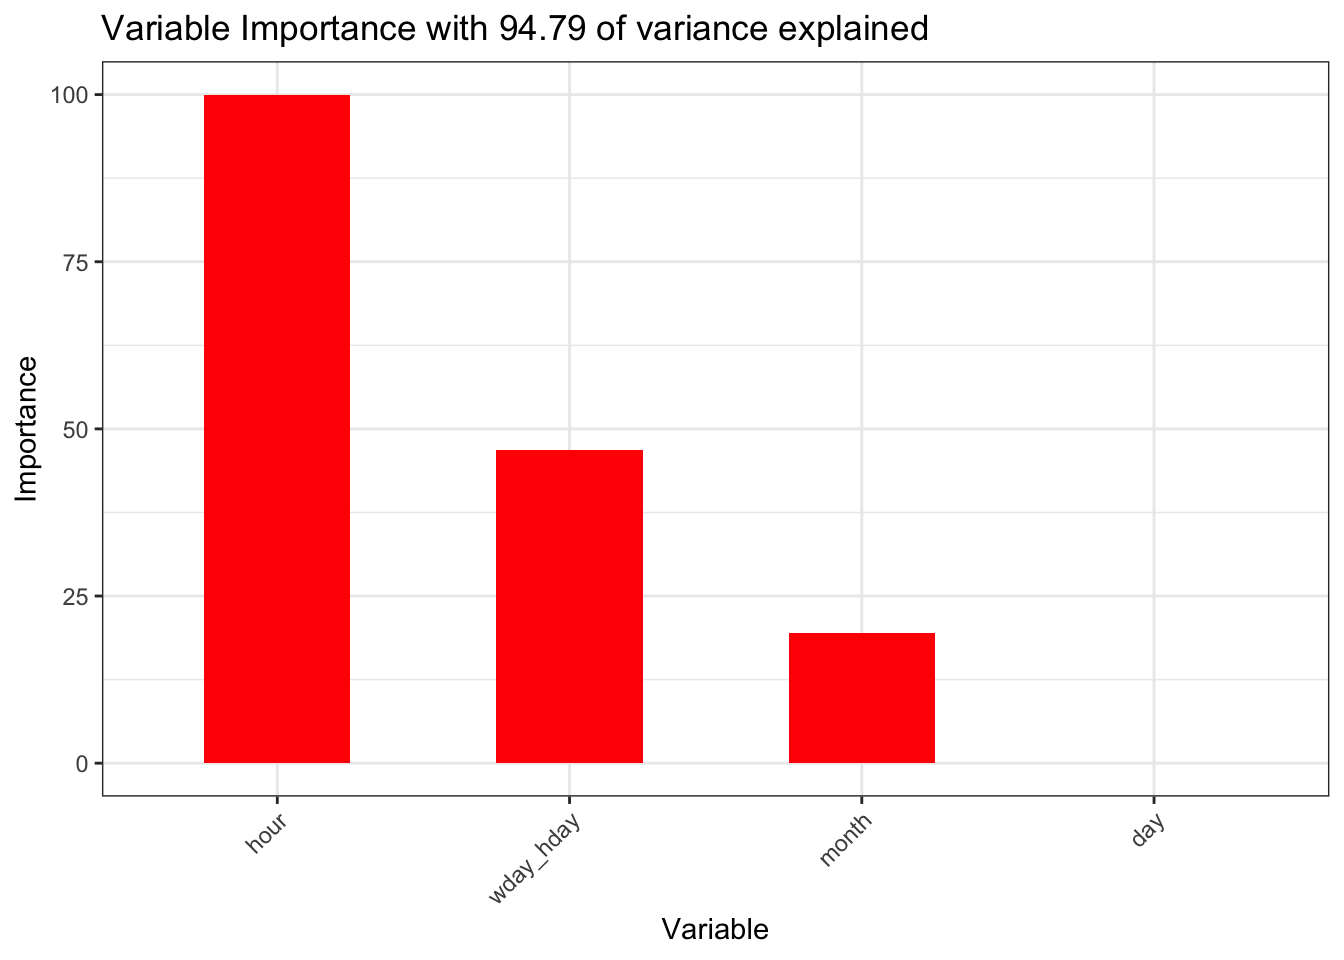 Variable Importance with 94.79 of variance explained
100
75
50
25
0
Importance
hour
wday_hday
month
day
Variable